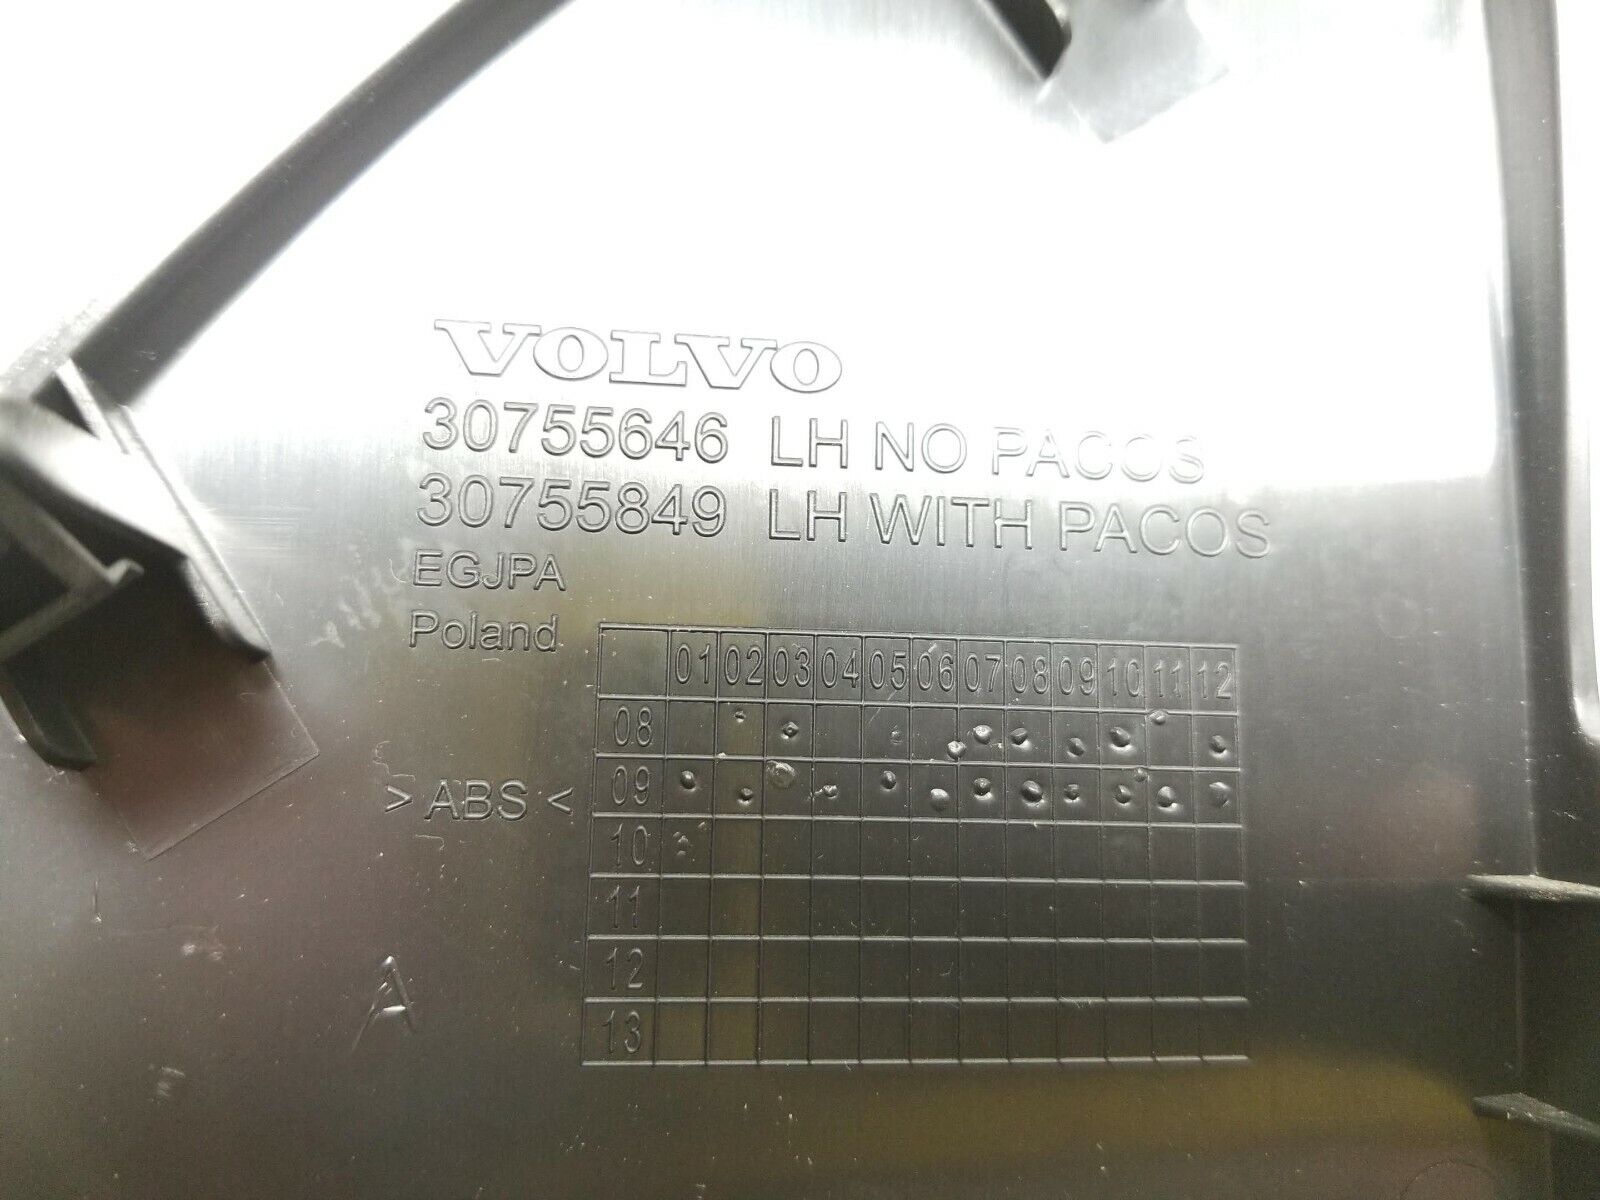 VOLVO
30755646 LH NO PACOS
30755849 LH WITH PACOS
EGJPA
Poland
01 02 03 04 05 06 07 08 09 10 11 12
08
09
> ABS <
10
11
12
13
A